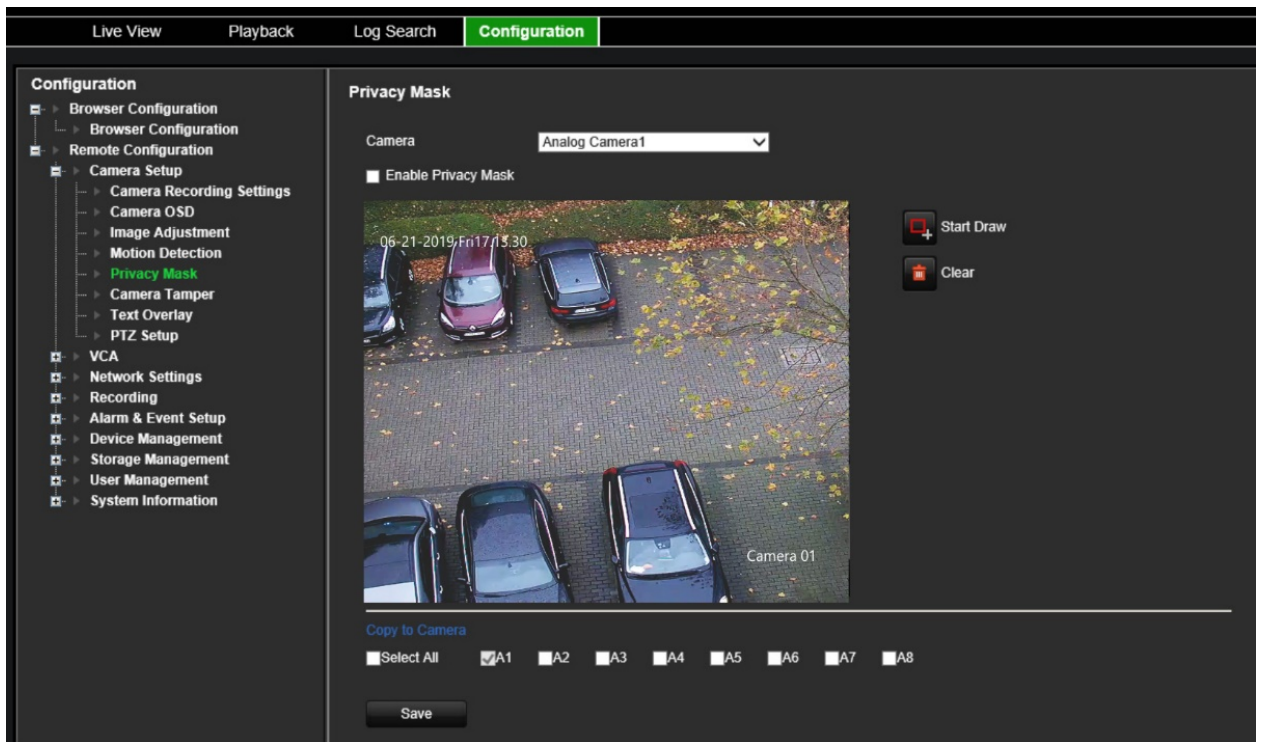 Live View Playback Log Search Configuration
Configuration
Browser Configuration
Browser Configuration
Remote Configuration
Camera Setup
Camera Recording Settings
Camera OSD
Image Adjustment
Motion Detection
Privacy Mask
Camera Tamper
Text Overlay
PTZ Setup
VCA
Network Settings
Recording
Alarm & Event Setup
Device Management
Storage Management
User Management
System Information
Privacy Mask
Camera Analog Camera1
Enable Privacy Mask
06-21-2019 Fri 17:13:30
Camera 01
Start Draw
Clear
Copy to Camera
Select All A1 A2 A3 A4 A5 A6 A7 A8
Save